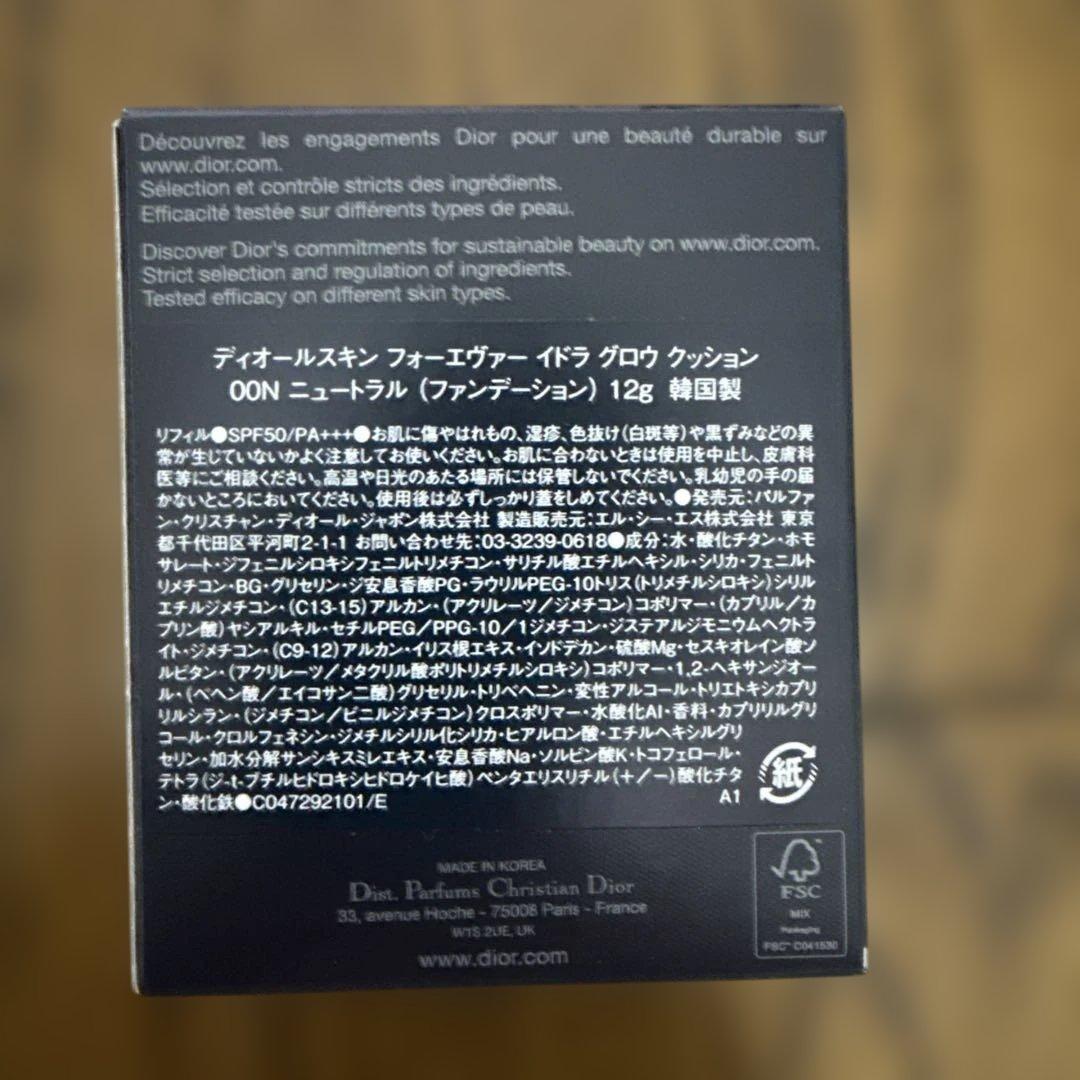 Découvrez les engagements Dior pour une beauté durable sur
www.dior.com.
Sélection et contrôle stricts des ingrédients.
Efficacité testée sur différents types de peau.
Discover Dior's commitments for sustainable beauty on www.dior.com.
Strict selection and regulation of ingredients.
Tested efficacy on different skin types.
ディオールスキン フォーエヴァー イドラ グロウ クッション
00N ニュートラル（ファンデーション）12g 韓国製
リフィル●SPF50/PA+++●お肌に傷やはれもの、湿疹、色抜け（白斑等）や黒ずみなどの異
常が生じていないかよく注意してお使いください。お肌に合わないときは使用を中止し、皮膚科
医等にご相談ください。高温や日光のあたる場所には保管しないでください。乳幼児の手の届
かないところにおいてください。使用後は必ずしっかり蓋をしめてください。●発売元：パルファ
ン・クリスチャン・ディオール・ジャポン株式会社 製造販売元：エル・シー・エス株式会社 東京
都千代田区平河町2-1-1 お問い合わせ先：03-3239-0618●成分：水・酸化チタン・ホモ
サレート・ジフェニルシロキシフェニルトリメチコン・サリチル酸エチルヘキシル・シリカ・フェニルト
リメチコン・BG・グリセリン・ジ安息香酸PG・ラウリルPEG-10トリス（トリメチルシロキシ）シリル
エチルジメチコン・（C13-15）アルカン・（アクリレーツ／ジメチコン）コポリマー・（カプリル／カ
プリン酸）ヤシアルキル・セチルPEG／PPG-10／1ジメチコン・ジステアルジモニウムヘクトラ
イト・ジメチコン・（C9-12）アルカン・イリス根エキス・イソドデカン・硫酸Mg・セスキオレイン酸ソ
ルビタン・（アクリレーツ／メタクリル酸ポリトリメチルシロキシ）コポリマー・1,2-ヘキサンジオー
ル・（ベヘン酸／エイコサン二酸）グリセリル・トリベヘニン・変性アルコール・トリエトキシカプリ
リルシラン・（ジメチコン／ビニルジメチコン）クロスポリマー・水酸化Al・香料・カプリリルグリ
コール・クロルフェネシン・ジメチルシリル化シリカ・ヒアルロン酸・エチルヘキシルグリ
セリン・加水分解サンシキスミレエキス・安息香酸Na・ソルビン酸K・トコフェロール・
テトラ（ジ-t-ブチルヒドロキシヒドロケイヒ酸）ペンタエリスリチル（＋／－）酸化チタ
ン・酸化鉄●C047292101/E
A1
紙
MADE IN KOREA
Dist. Parfums Christian Dior
33, avenue Hoche - 75008 Paris - France
W1S 2UE, UK
www.dior.com
FSC
MIX
Packaging
FSC™ C041530